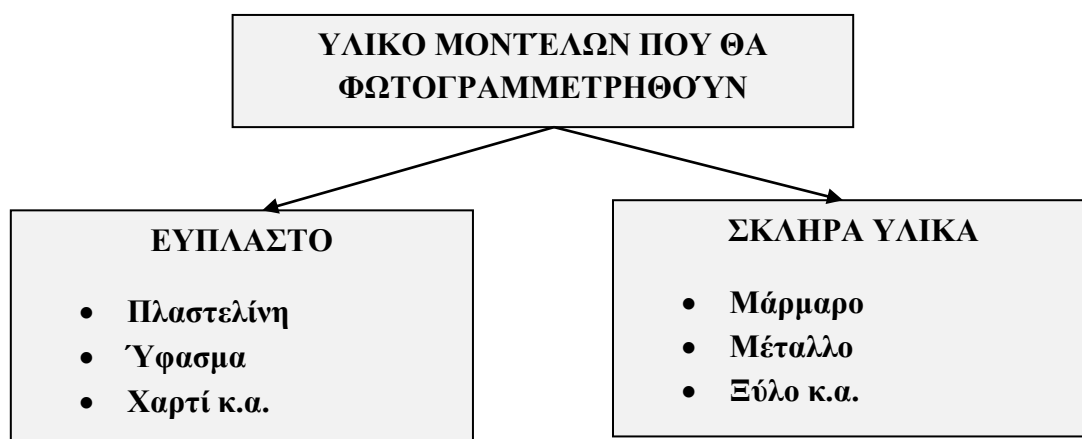 ΥΛΙΚΟ ΜΟΝΤΈΛΩΝ ΠΟΥ ΘΑ
ΦΩΤΟΓΡΑΜΜΕΤΡΗΘΟΎΝ
ΕΥΠΛΑΣΤΟ
• Πλαστελίνη
• Ύφασμα
• Χαρτί κ.α.
ΣΚΛΗΡΑ ΥΛΙΚΑ
• Μάρμαρο
• Μέταλλο
• Ξύλο κ.α.